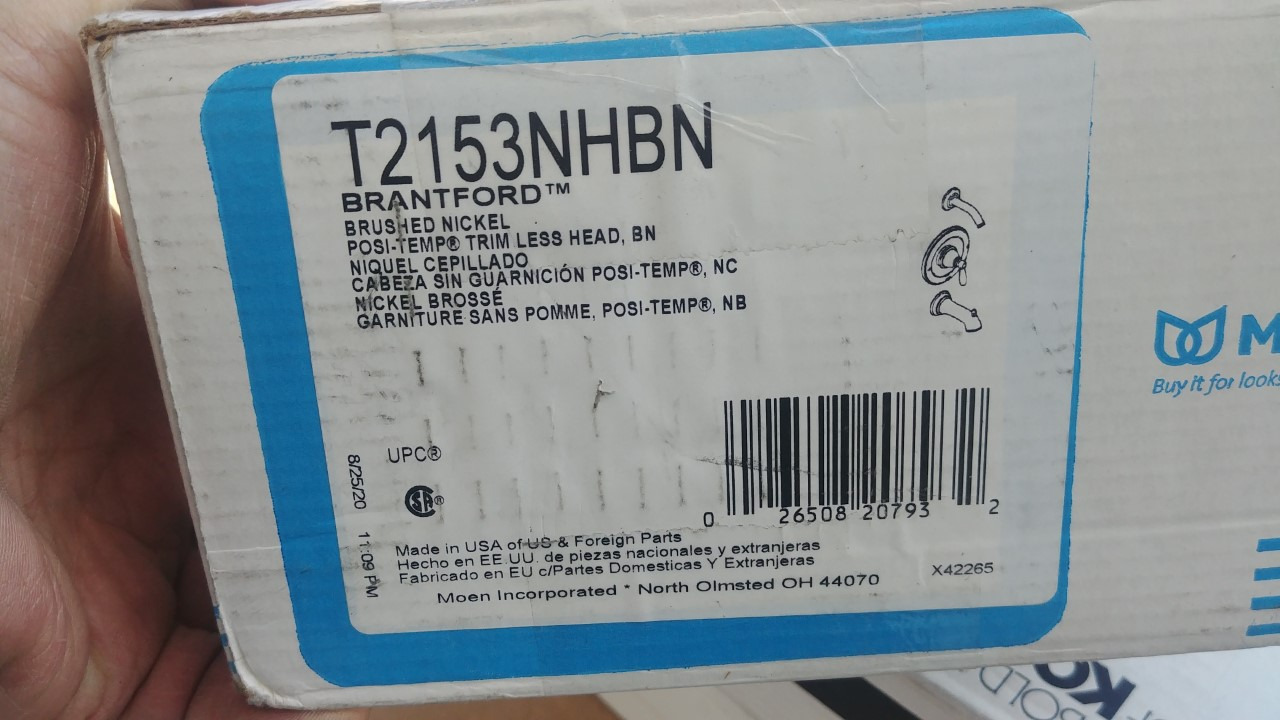 T2153NHBN
BRANTFORD™
BRUSHED NICKEL
POSI-TEMP® TRIM LESS HEAD, BN
NIQUEL CEPILLADO
CABEZA SIN GUARNICIÓN POSI-TEMP®, NC
NICKEL BROSSÉ
GARNITURE SANS POMME, POSI-TEMP®, NB
M
Buy it for looks
UPC®
8/25/20 11:09 PM
SA®
0 26508 20793 2
Made in USA of US & Foreign Parts
Hecho en EE.UU. de piezas nacionales y extranjeras
Fabricado en EU c/Partes Domesticas Y Extranjeras
X42265
Moen Incorporated * North Olmsted OH 44070
BOLD
KO